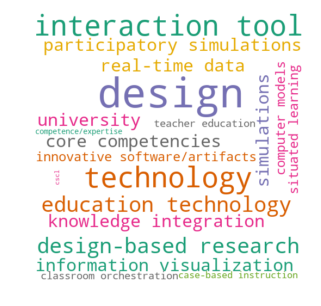 interaction tool
participatory simulations
real-time data
design
simulations
computer models
situated learning
university
teacher education
competence/expertise
core competencies
innovative software/artifacts
cscl
technology
education technology
knowledge integration
design-based research
information visualization
classroom orchestration
case-based instruction